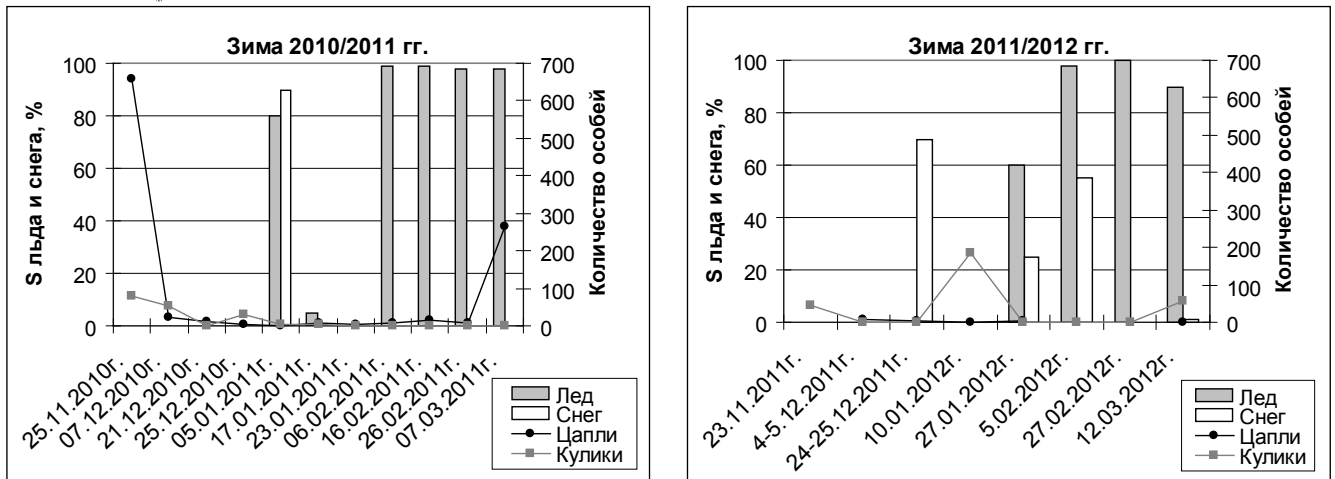 Зима 2010/2011 гг.
S льда и снега, %
100
80
60
40
20
0
700
600
500
400
300
200
100
0
Количество особей
25.11.2010г.
07.12.2010г.
21.12.2010г.
25.12.2010г.
05.01.2011г.
17.01.2011г.
23.01.2011г.
06.02.2011г.
16.02.2011г.
26.02.2011г.
07.03.2011г.
Лед
Снег
Цапли
Кулики
Зима 2011/2012 гг.
S льда и снега, %
100
80
60
40
20
0
700
600
500
400
300
200
100
0
Количество особей
23.11.2011г.
4-5.12.2011г.
24-25.12.2011г.
10.01.2012г.
27.01.2012г.
5.02.2012г.
27.02.2012г.
12.03.2012г.
Лед
Снег
Цапли
Кулики